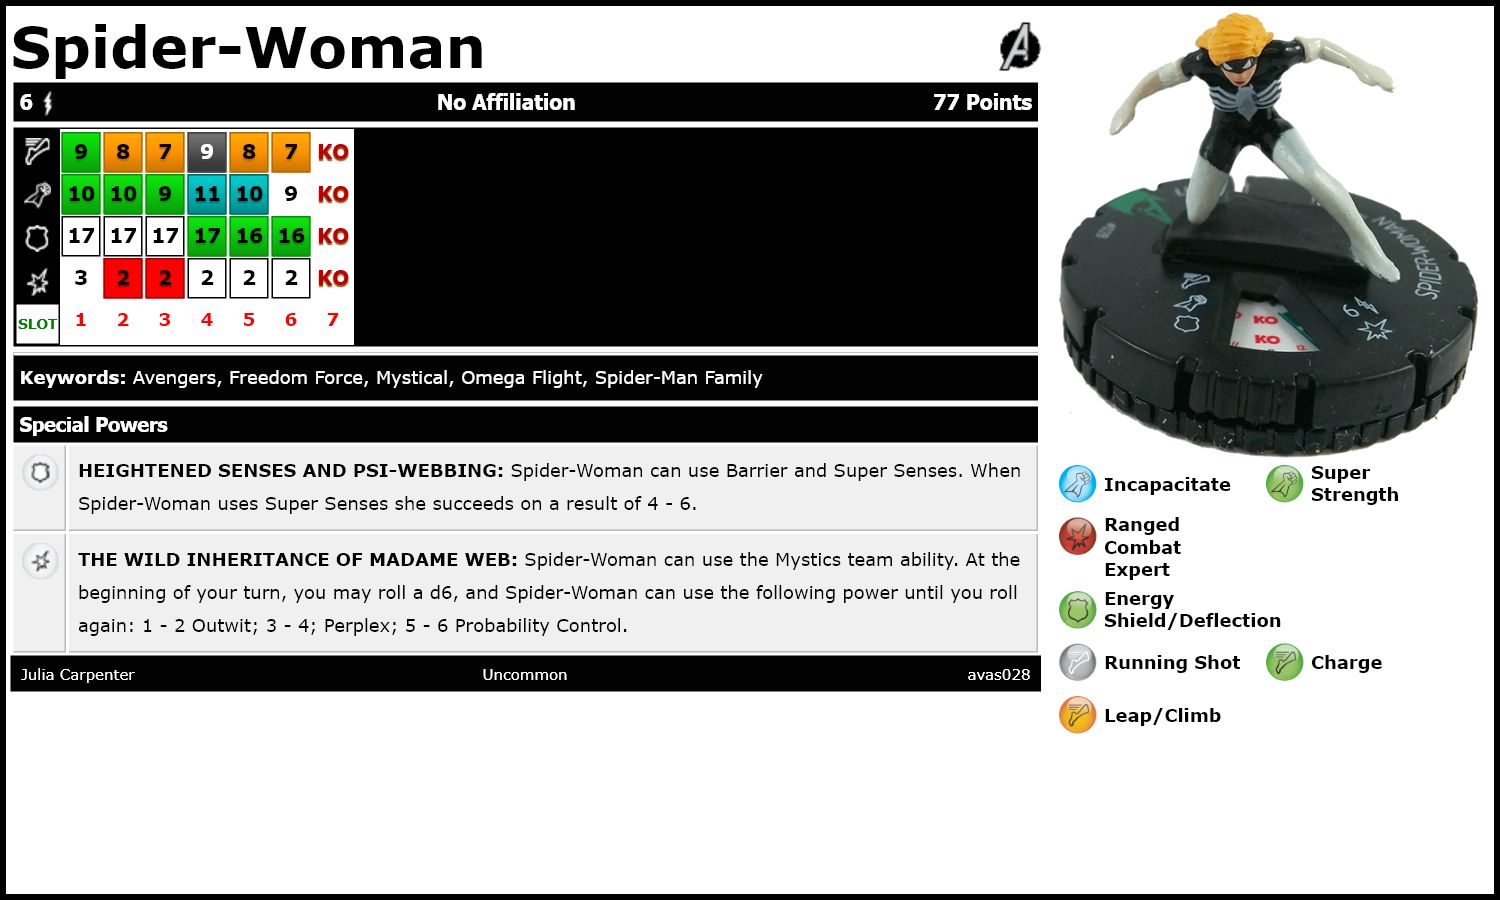 Spider-Woman
6 No Affiliation 77 Points
9 8 7 9 8 7 KO
10 10 9 11 10 9 KO
17 17 17 17 16 16 KO
3 2 2 2 2 2 KO
SLOT 1 2 3 4 5 6 7
Keywords: Avengers, Freedom Force, Mystical, Omega Flight, Spider-Man Family
Special Powers
HEIGHTENED SENSES AND PSI-WEBBING: Spider-Woman can use Barrier and Super Senses. When
Spider-Woman uses Super Senses she succeeds on a result of 4 - 6.
THE WILD INHERITANCE OF MADAME WEB: Spider-Woman can use the Mystics team ability. At the
beginning of your turn, you may roll a d6, and Spider-Woman can use the following power until you roll
again: 1 - 2 Outwit; 3 - 4; Perplex; 5 - 6 Probability Control.
Julia Carpenter Uncommon avas028
SPIDER-WOMAN
6
KO
KO
Incapacitate
Super
Strength
Ranged
Combat
Expert
Energy
Shield/Deflection
Running Shot
Charge
Leap/Climb